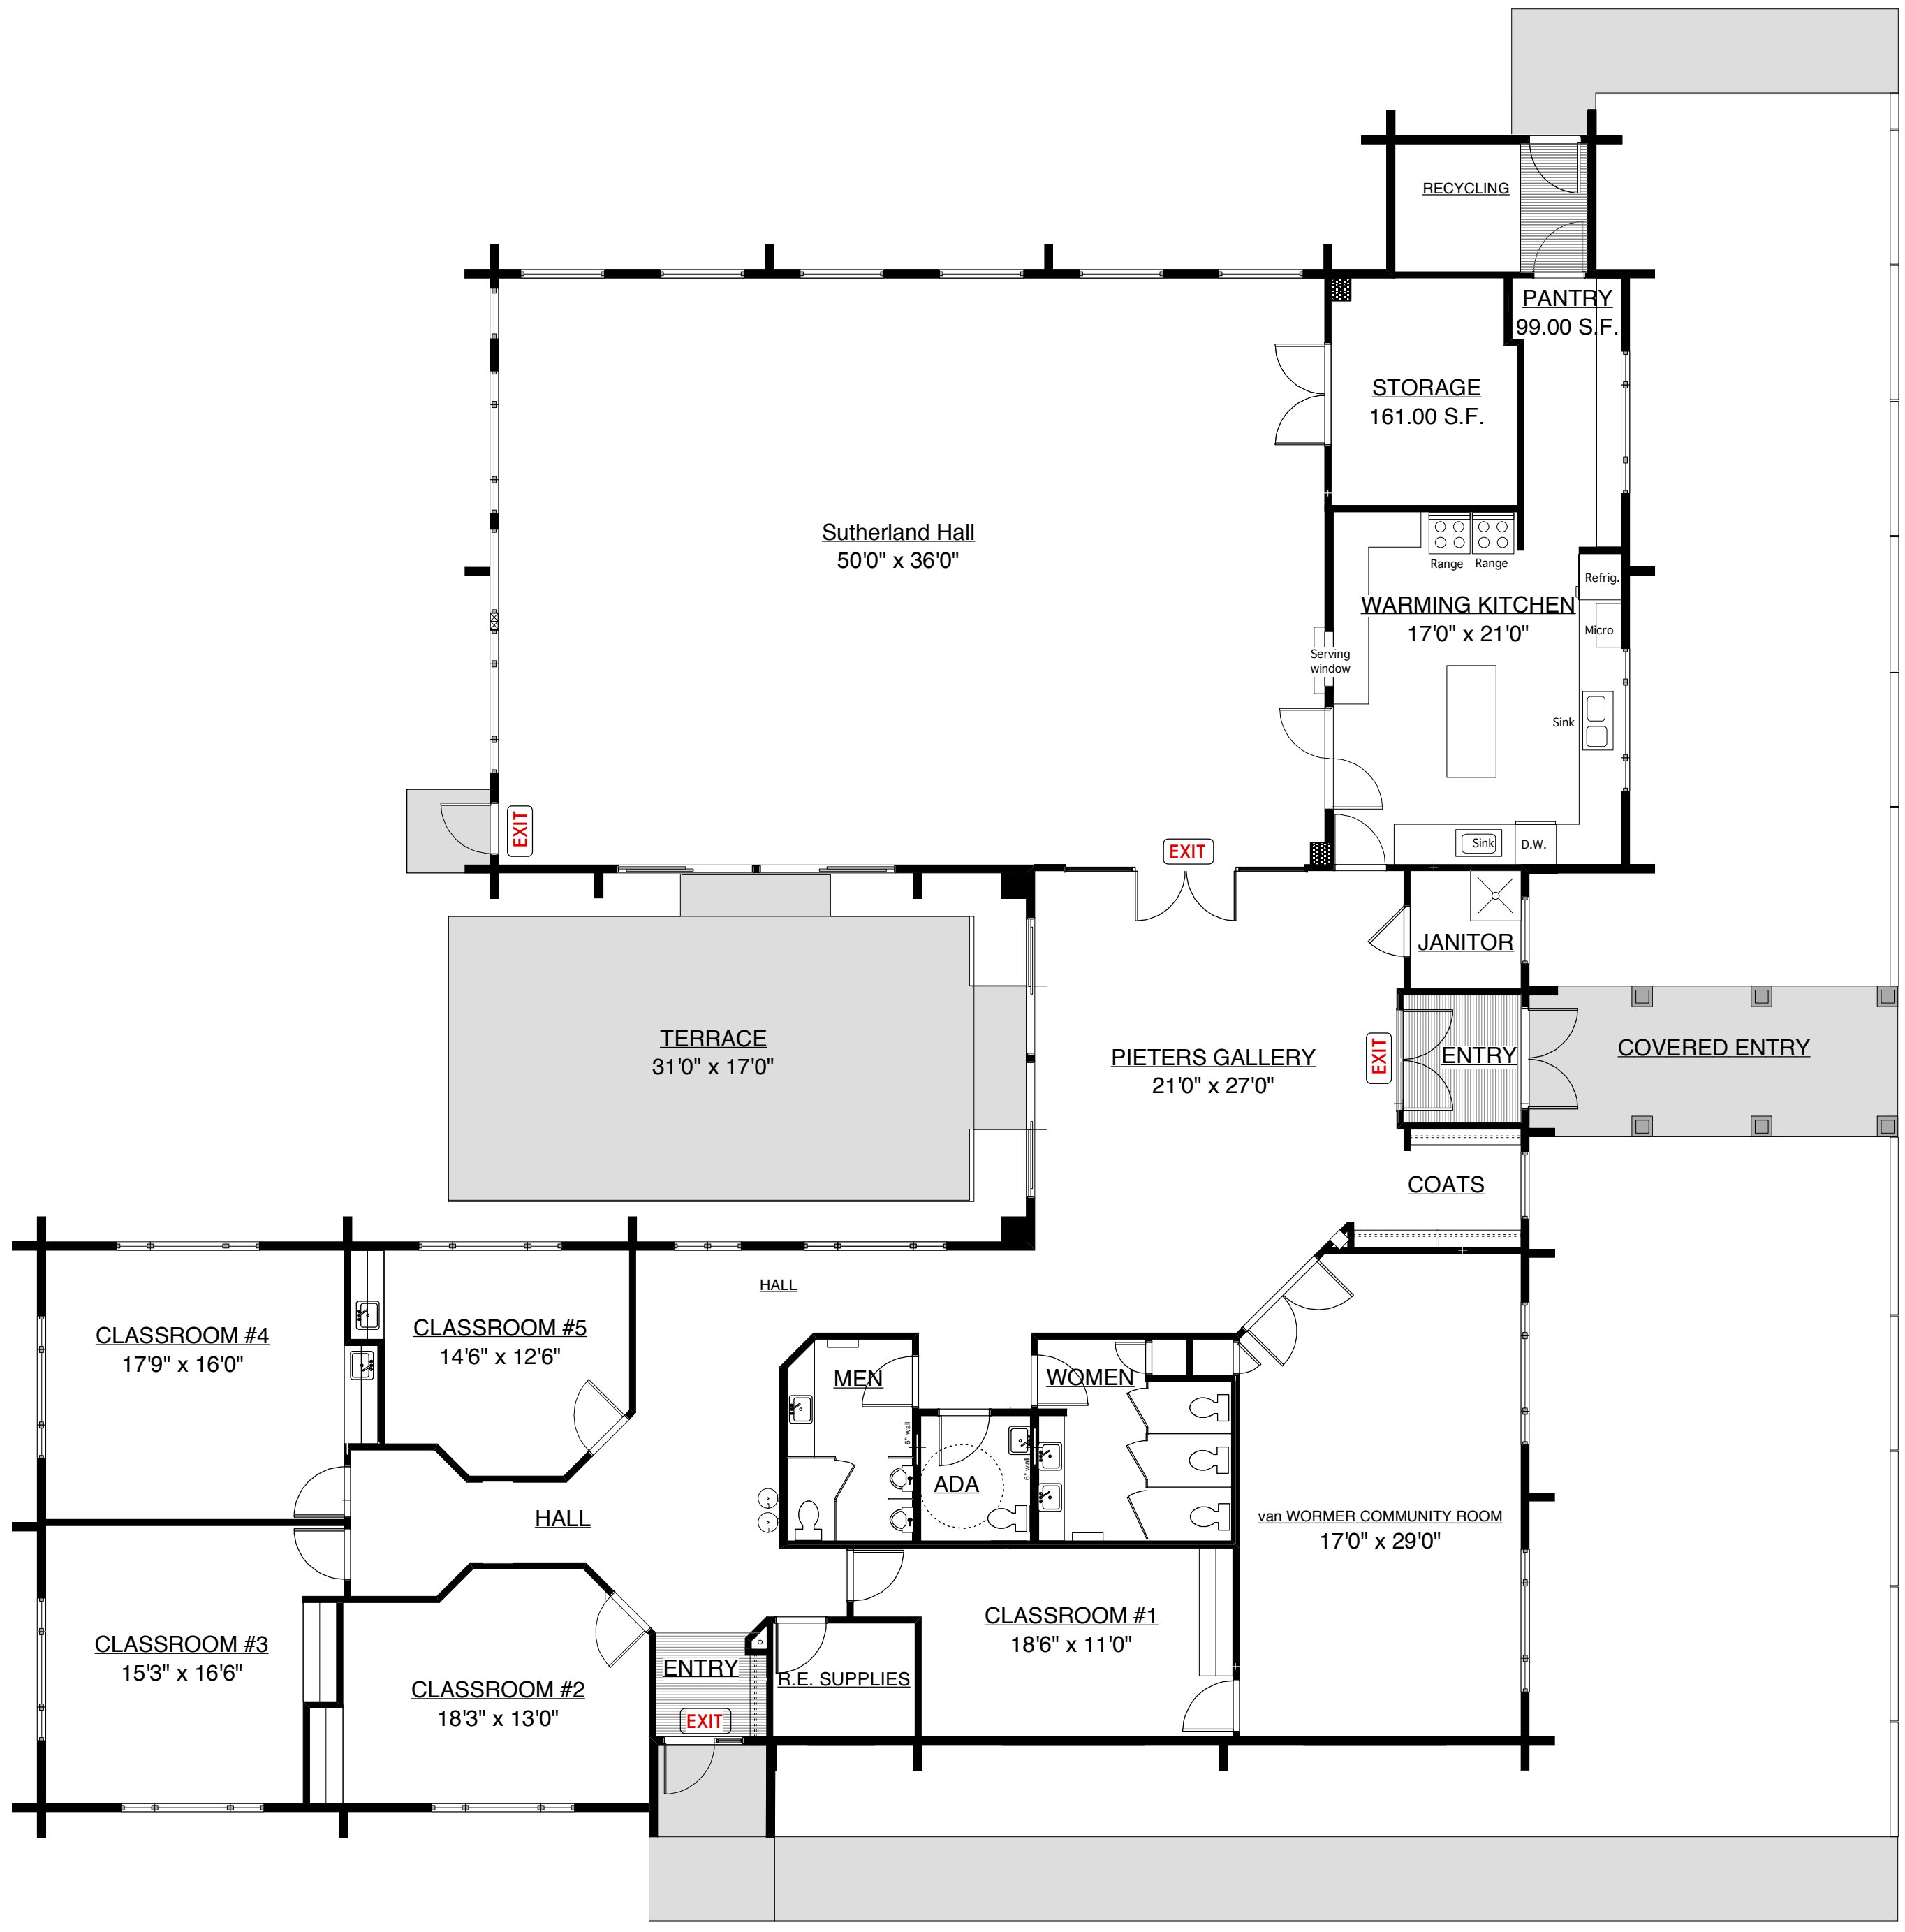 RECYCLING
PANTRY
99.00 S.F.
STORAGE
161.00 S.F.
Sutherland Hall
50'0" x 36'0"
Range
Range
Refrig.
WARMING KITCHEN
17'0" x 21'0"
Micro
Serving
window
Sink
EXIT
EXIT
Sink
D.W.
JANITOR
TERRACE
31'0" x 17'0"
PIETERS GALLERY
21'0" x 27'0"
EXIT
ENTRY
COVERED ENTRY
COATS
HALL
CLASSROOM #4
17'9" x 16'0"
CLASSROOM #5
14'6" x 12'6"
MEN
WOMEN
6" wall
6" wall
ADA
HALL
van WORMER COMMUNITY ROOM
17'0" x 29'0"
CLASSROOM #1
18'6" x 11'0"
CLASSROOM #3
15'3" x 16'6"
ENTRY
R.E. SUPPLIES
CLASSROOM #2
18'3" x 13'0"
EXIT